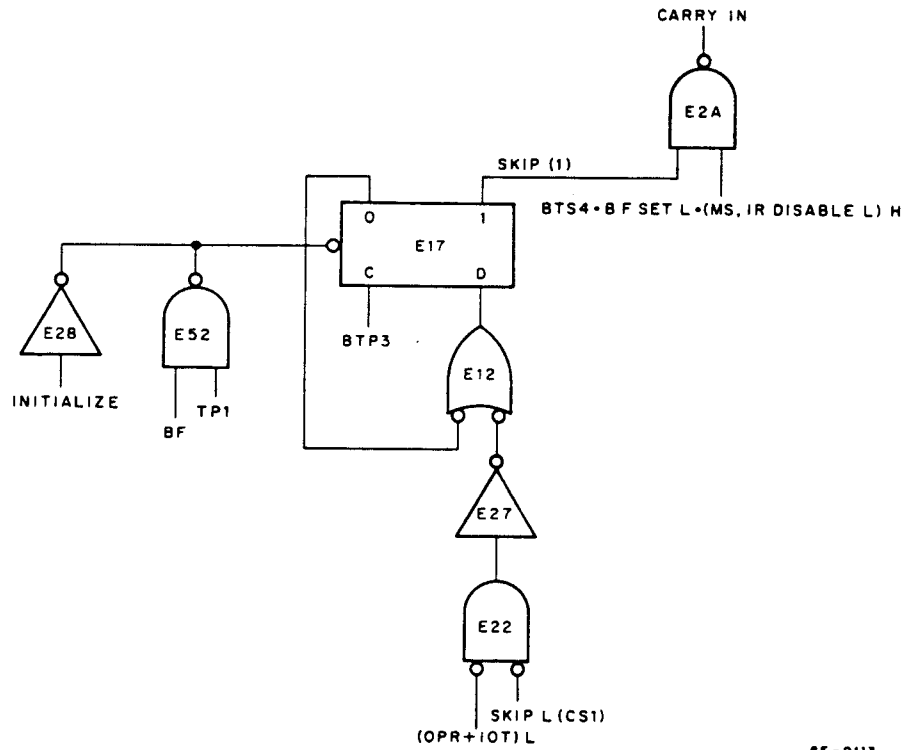 CARRY IN
E2A
SKIP (1)
BTS4•BF SET L•(MS, IR DISABLE L) H
0
1
E17
C
D
E28
E52
BTP3
E12
INITIALIZE
TP1
BF
E27
E22
SKIP L (CS1)
(OPR+IOT) L